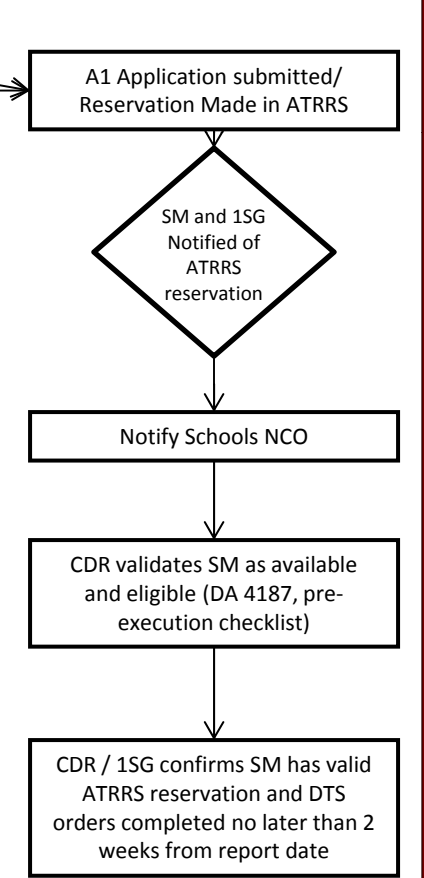 A1 Application submitted/
Reservation Made in ATRRS
SM and 1SG
Notified of
ATRRS
reservation
Notify Schools NCO
CDR validates SM as available
and eligible (DA 4187, pre-
execution checklist)
CDR / 1SG confirms SM has valid
ATRRS reservation and DTS
orders completed no later than 2
weeks from report date